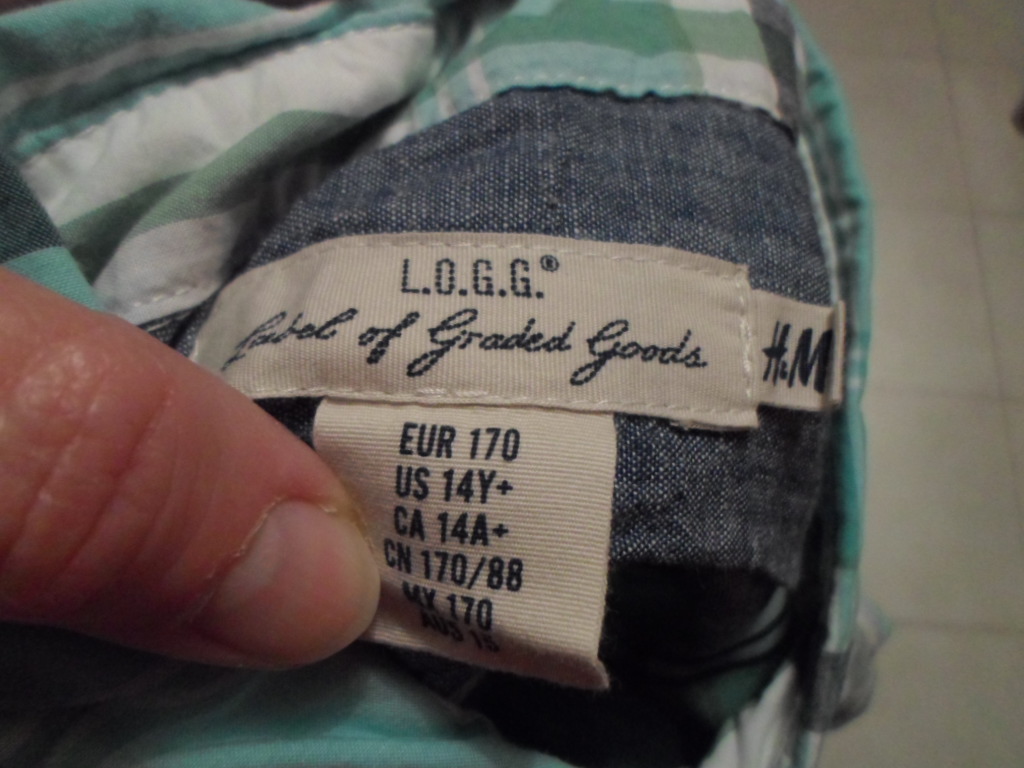 L.O.G.G.®
Label of Graded Goods
H&M
EUR 170
US 14Y+
CA 14A+
CN 170/88
MX 170
AUS 15